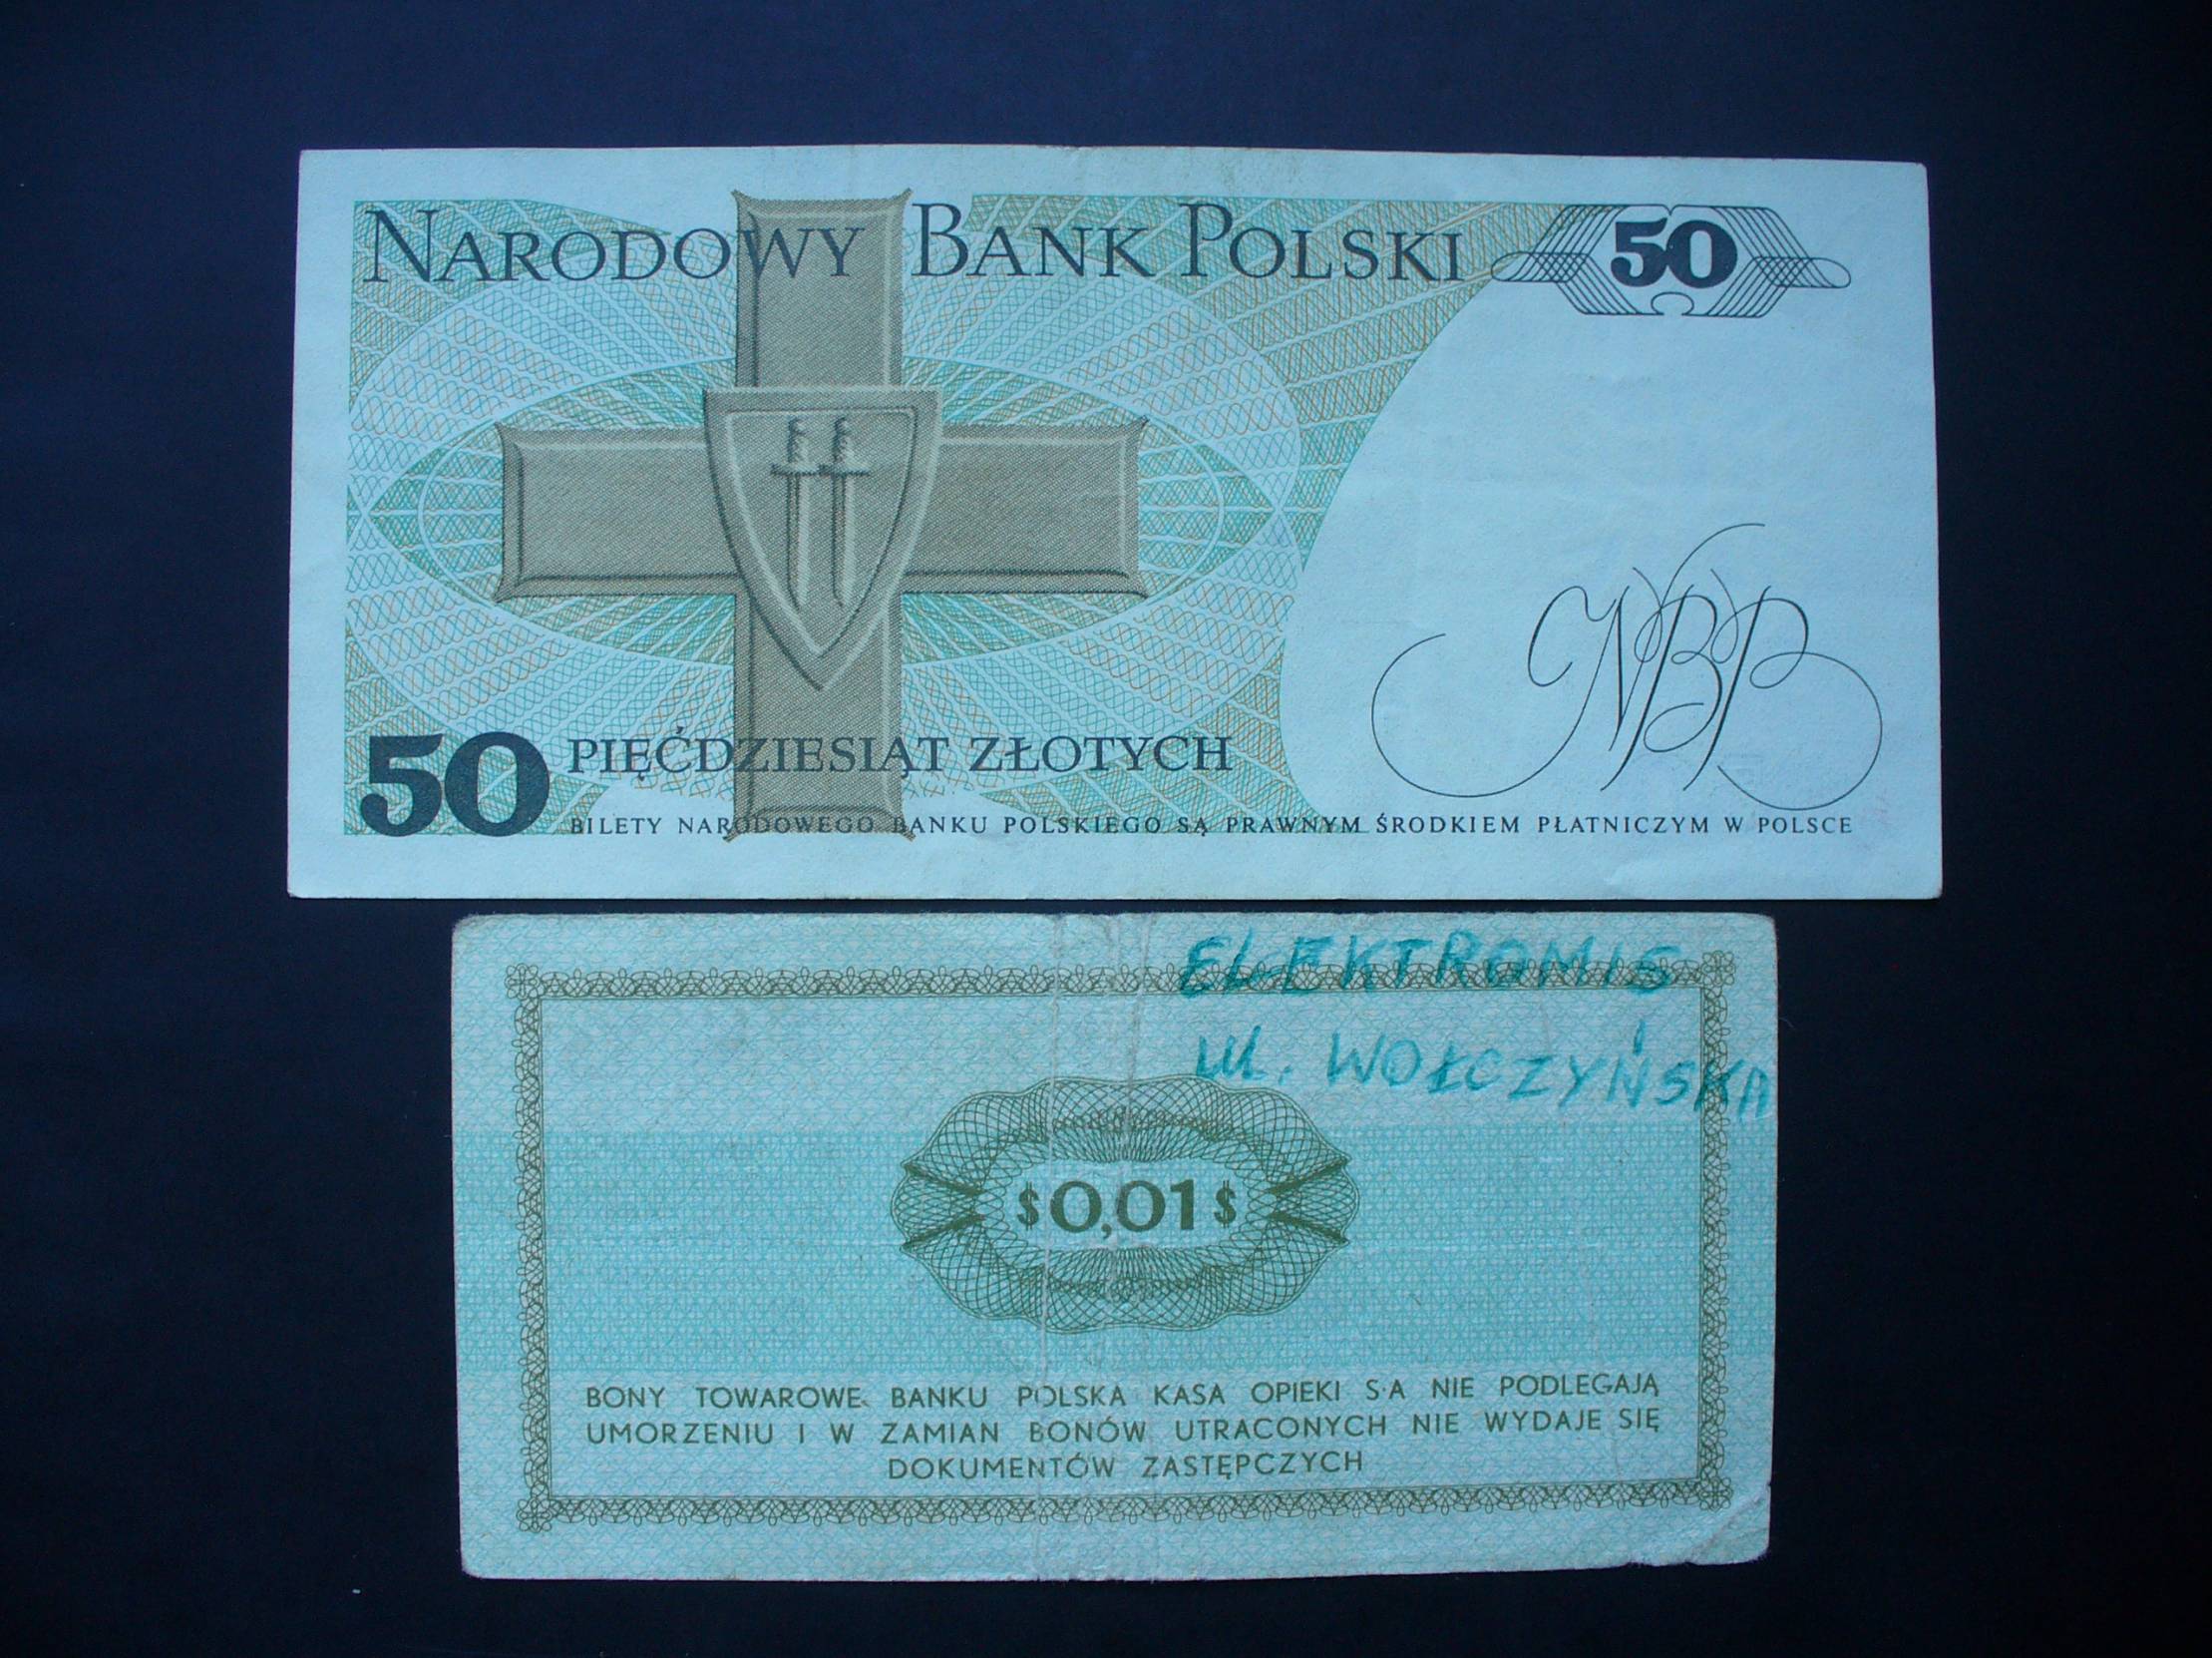 NARODOWY BANK POLSKI 50
NBP
50 PIĘĆDZIESIĄT ZŁOTYCH
BILETY NARODOWEGO BANKU POLSKIEGO SĄ PRAWNYM ŚRODKIEM PŁATNICZYM W POLSCE
ELEKTROMIS
ul. WOŁCZYŃSKA
$0,01$
BONY TOWAROWE BANKU POLSKA KASA OPIEKI S·A NIE PODLEGAJĄ
UMORZENIU I W ZAMIAN BONÓW UTRACONYCH NIE WYDAJE SIĘ
DOKUMENTÓW ZASTĘPCZYCH